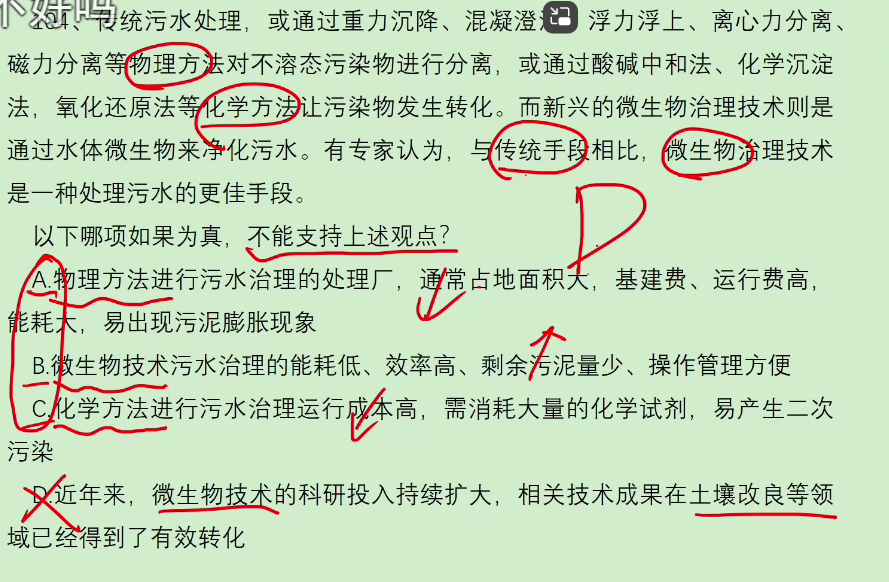 不好吗
104、传统污水处理，或通过重力沉降、混凝澄 浮力浮上、离心力分离、
磁力分离等物理方法对不溶态污染物进行分离，或通过酸碱中和法、化学沉淀
法，氧化还原法等化学方法让污染物发生转化。而新兴的微生物治理技术则是
通过水体微生物来净化污水。有专家认为，与传统手段相比，微生物治理技术
是一种处理污水的更佳手段。
D
以下哪项如果为真，不能支持上述观点？
A.物理方法进行污水治理的处理厂，通常占地面积大，基建费、运行费高，
能耗大，易出现污泥膨胀现象
B.微生物技术污水治理的能耗低、效率高、剩余污泥量少、操作管理方便
C.化学方法进行污水治理运行成本高，需消耗大量的化学试剂，易产生二次
污染
D.近年来，微生物技术的科研投入持续扩大，相关技术成果在土壤改良等领
域已经得到了有效转化